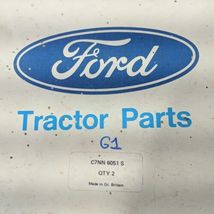 Ford
Tractor Parts
G1
C7NN 6051 S
QTY 2
Made in Gt. Britain